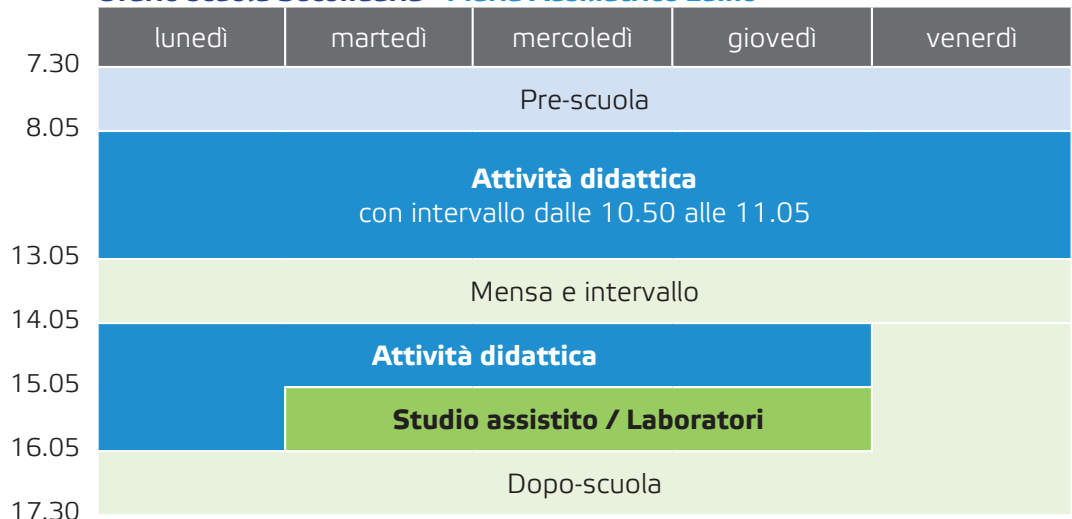 lunedì martedì mercoledì giovedì venerdì
7.30
Pre-scuola
8.05
Attività didattica
con intervallo dalle 10.50 alle 11.05
13.05
Mensa e intervallo
14.05
Attività didattica
15.05
Studio assistito / Laboratori
16.05
Dopo-scuola
17.30